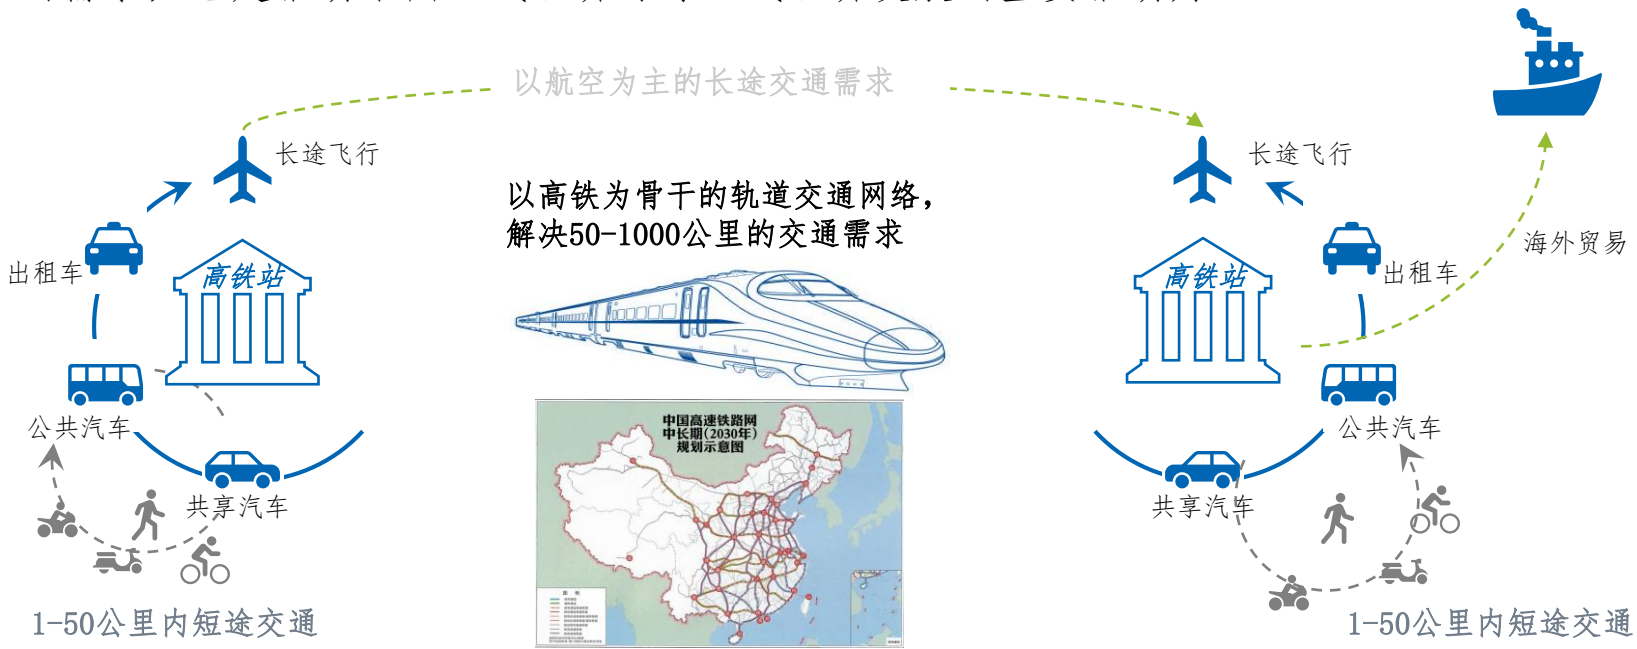 以航空为主的长途交通需求
长途飞行
长途飞行
以高铁为骨干的轨道交通网络，
解决50-1000公里的交通需求
出租车
高铁站
高铁站
出租车
海外贸易
公共汽车
公共汽车
中国高速铁路网
中长期(2030年)
规划示意图
共享汽车
共享汽车
图 例
1-50公里内短途交通
1-50公里内短途交通